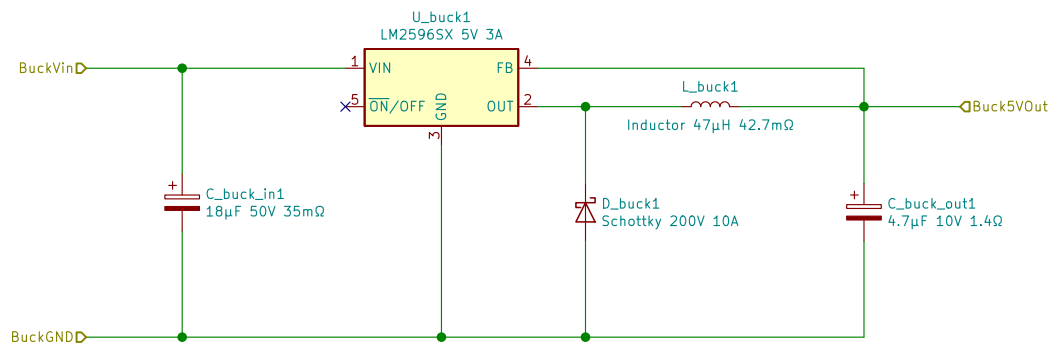 U_buck1
LM2596SX 5V 3A
BuckVin
1
VIN
FB
4
5
ON/OFF
GND
OUT
2
3
L_buck1
Inductor 47µH 42.7mΩ
Buck5VOut
+
C_buck_in1
18µF 50V 35mΩ
D_buck1
Schottky 200V 10A
+
C_buck_out1
4.7µF 10V 1.4Ω
BuckGND